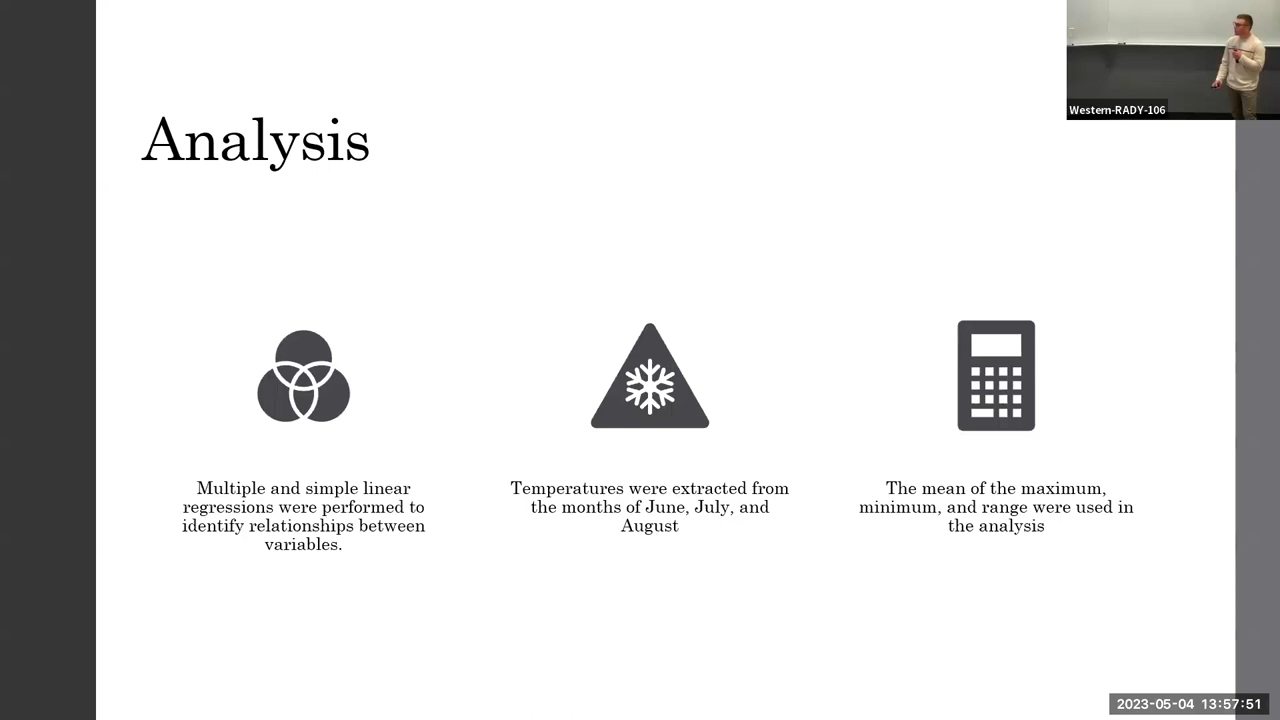 Western-RADY-106
Analysis
Multiple and simple linear
regressions were performed to
identify relationships between
variables.
Temperatures were extracted from
the months of June, July, and
August
The mean of the maximum,
minimum, and range were used in
the analysis
2023-05-04 13:57:51